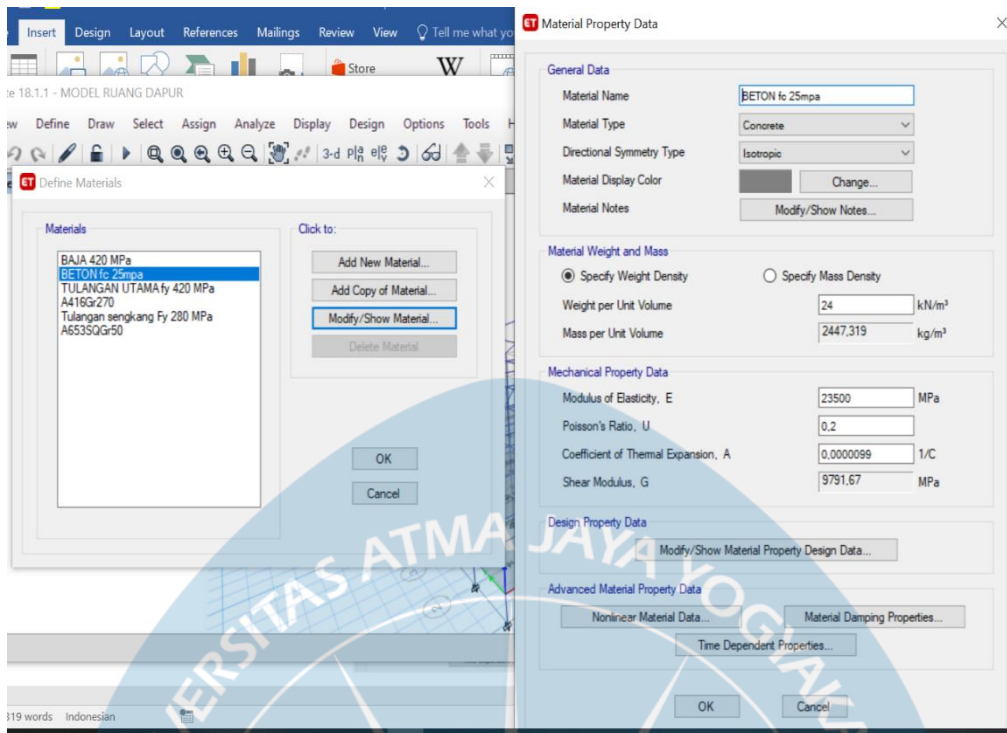 Insert Design Layout References Mailings Review View Tell me what yo
Store W
te 18.1.1 - MODEL RUANG DAPUR
ew Define Draw Select Assign Analyze Display Design Options Tools H
3-d
Define Materials
Materials
BAJA 420 MPa
BETON fc 25mpa
TULANGAN UTAMA fy 420 MPa
A416Gr270
Tulangan sengkang Fy 280 MPa
A653SQGr50
Click to:
Add New Material...
Add Copy of Material...
Modify/Show Material...
Delete Material
OK
Cancel
319 words Indonesian
ET Material Property Data
General Data
Material Name BETON fc 25mpa
Material Type Concrete
Directional Symmetry Type Isotropic
Material Display Color Change...
Material Notes Modify/Show Notes...
Material Weight and Mass
Specify Weight Density Specify Mass Density
Weight per Unit Volume 24 kN/m³
Mass per Unit Volume 2447,319 kg/m³
Mechanical Property Data
Modulus of Elasticity, E 23500 MPa
Poisson's Ratio, U 0,2
Coefficient of Thermal Expansion, A 0,0000099 1/C
Shear Modulus, G 9791,67 MPa
Design Property Data
Modify/Show Material Property Design Data...
Advanced Material Property Data
Nonlinear Material Data... Material Damping Properties...
Time Dependent Properties...
OK Cancel
ERSITAS ATMA JAYA YOGYAKA